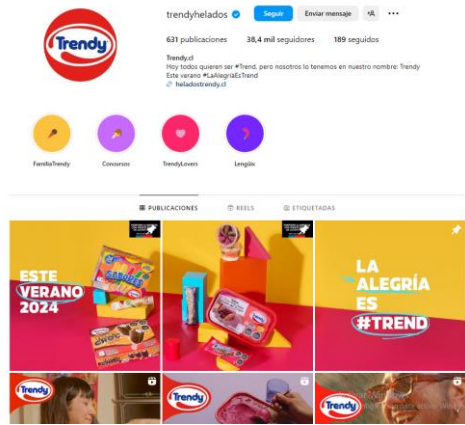 trendyhelados
Seguir
Enviar mensaje
Trendy
631 publicaciones
38,4 mil seguidores
189 seguidos
Trendy.cl
Hoy todos quieren ser #Trend, pero nosotros lo tenemos en nuestro nombre: Trendy
Este verano #LaAlegríaEsTrend
heladostrendy.cl
FamiliaTrendy
Concursos
TrendyLovers
Lengüix
PUBLICACIONES
REELS
ETIQUETADAS
ESTE
VERANO
2024
SABORES
LA
ALEGRÍA
ES
#TREND
Trendy
Trendy
Trendy